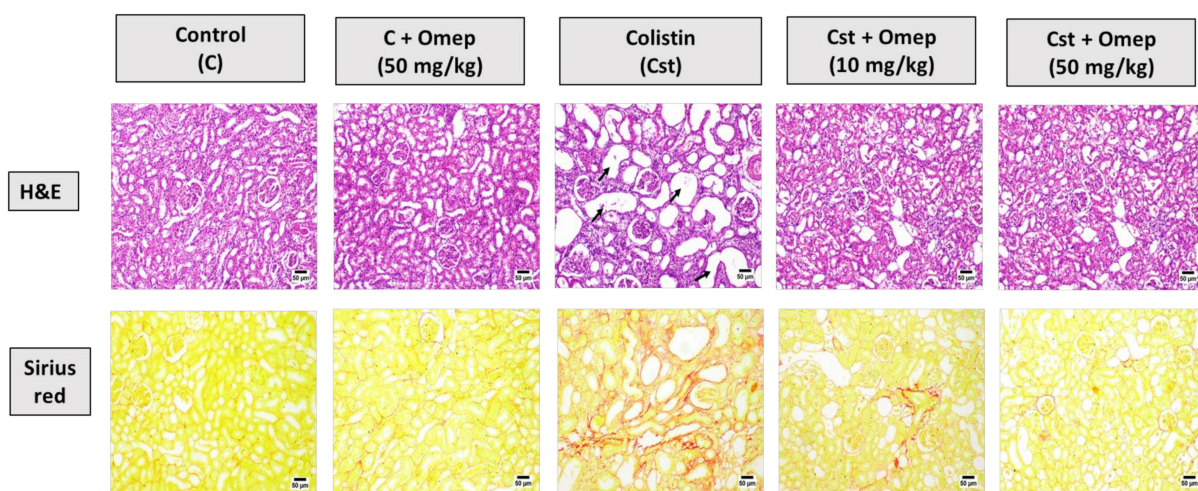 Control
(C)
C + Omep
(50 mg/kg)
Colistin
(Cst)
Cst + Omep
(10 mg/kg)
Cst + Omep
(50 mg/kg)
H&E
50 µm
50 µm
50 µm
50 µm
50 µm
Sirius
red
50 µm
50 µm
50 µm
50 µm
50 µm